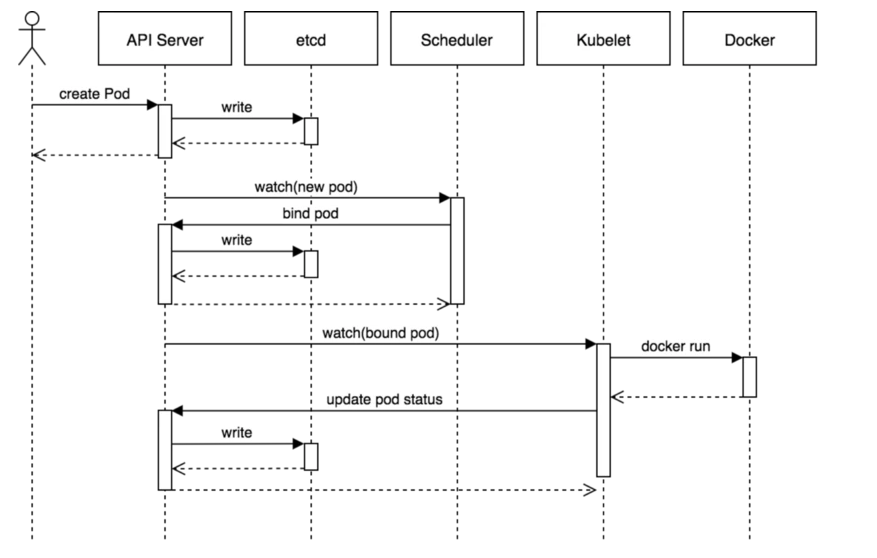 API Server
etcd
Scheduler
Kubelet
Docker
create Pod
write
watch(new pod)
bind pod
write
watch(bound pod)
docker run
update pod status
write